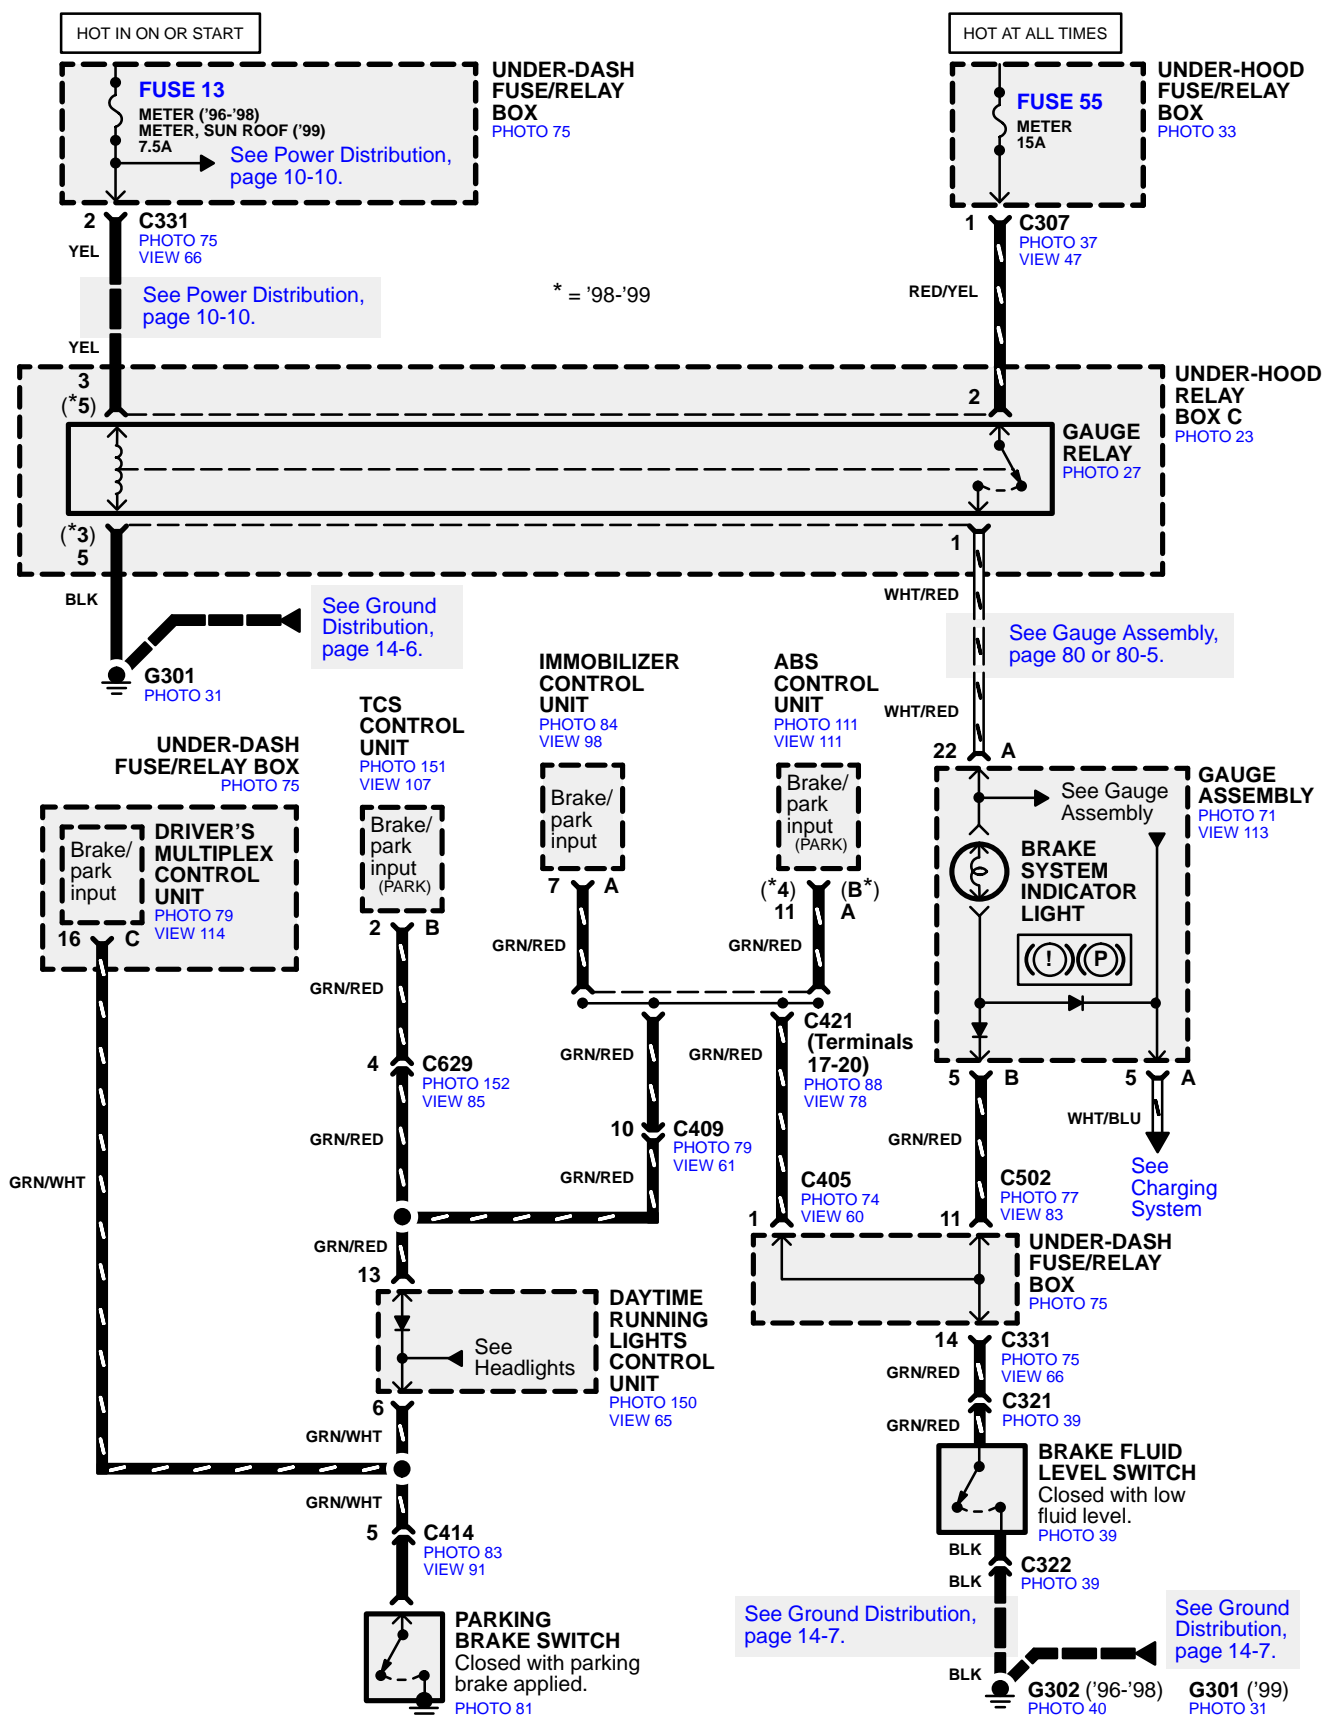 HOT IN ON OR START
HOT AT ALL TIMES
FUSE 13
METER ('96-'98)
METER, SUN ROOF ('99)
7.5A
See Power Distribution,
page 10-10.
UNDER-DASH
FUSE/RELAY
BOX
PHOTO 75
FUSE 55
METER
15A
UNDER-HOOD
FUSE/RELAY
BOX
PHOTO 33
2
C331
PHOTO 75
VIEW 66
YEL
See Power Distribution,
page 10-10.
YEL
* = '98-'99
1
C307
PHOTO 37
VIEW 47
RED/YEL
3
(*5)
2
UNDER-HOOD
RELAY
BOX C
PHOTO 23
GAUGE
RELAY
PHOTO 27
(*3)
5
1
BLK
See Ground
Distribution,
page 14-6.
G301
PHOTO 31
WHT/RED
See Gauge Assembly,
page 80 or 80-5.
WHT/RED
UNDER-DASH
FUSE/RELAY BOX
PHOTO 75
TCS
CONTROL
UNIT
PHOTO 151
VIEW 107
IMMOBILIZER
CONTROL
UNIT
PHOTO 84
VIEW 98
ABS
CONTROL
UNIT
PHOTO 111
VIEW 111
22 A
Brake/
park
input
DRIVER'S
MULTIPLEX
CONTROL
UNIT
PHOTO 79
VIEW 114
16 C
Brake/
park
input
(PARK)
2 B
Brake/
park
input
7 A
Brake/
park
input
(PARK)
(*4) (B*)
11 A
See Gauge
Assembly
GAUGE
ASSEMBLY
PHOTO 71
VIEW 113
BRAKE
SYSTEM
INDICATOR
LIGHT
(!) (P)
GRN/RED
GRN/RED
GRN/RED
4
C629
PHOTO 152
VIEW 85
GRN/RED
GRN/RED
GRN/RED
C421
(Terminals
17-20)
PHOTO 88
VIEW 78
5 B
5 A
WHT/BLU
See
Charging
System
10
C409
PHOTO 79
VIEW 61
GRN/RED
GRN/RED
GRN/WHT
C405
PHOTO 74
VIEW 60
1
C502
PHOTO 77
VIEW 83
11
UNDER-DASH
FUSE/RELAY
BOX
PHOTO 75
GRN/RED
13
See
Headlights
DAYTIME
RUNNING
LIGHTS
CONTROL
UNIT
PHOTO 150
VIEW 65
6
GRN/WHT
14
C331
PHOTO 75
VIEW 66
GRN/RED
C321
PHOTO 39
GRN/RED
BRAKE FLUID
LEVEL SWITCH
Closed with low
fluid level.
PHOTO 39
GRN/WHT
5
C414
PHOTO 83
VIEW 91
BLK
C322
PHOTO 39
BLK
PARKING
BRAKE SWITCH
Closed with parking
brake applied.
PHOTO 81
See Ground Distribution,
page 14-7.
See Ground
Distribution,
page 14-7.
BLK
G302 ('96-'98)
PHOTO 40
G301 ('99)
PHOTO 31